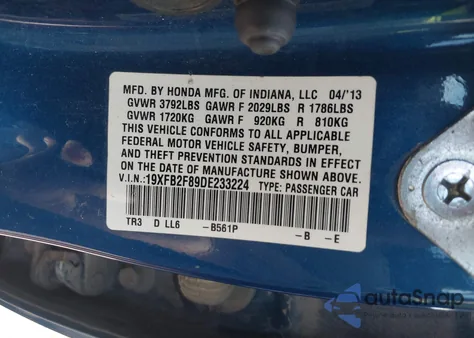 MFD. BY HONDA MFG. OF INDIANA, LLC 04/'13
GVWR 3792LBS GAWR F 2029LBS R 1786LBS
GVWR 1720KG GAWR F 920KG R 810KG
THIS VEHICLE CONFORMS TO ALL APPLICABLE
FEDERAL MOTOR VEHICLE SAFETY, BUMPER,
AND THEFT PREVENTION STANDARDS IN EFFECT
ON THE DATE OF MANUFACTURE SHOWN ABOVE.
V.I.N.:19XFB2F89DE233224 TYPE: PASSENGER CAR
TR3 D LL6 -B561P -B -E
autoSnap